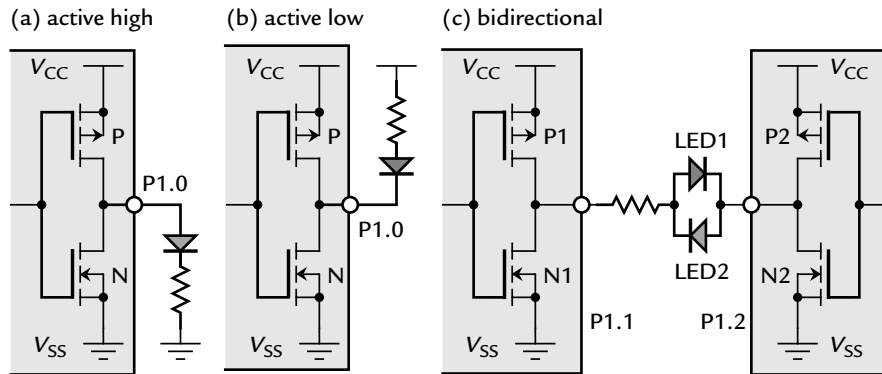 (a) active high
(b) active low
(c) bidirectional
VCC
VCC
VCC
VCC
P
P
P1
P2
LED1
P1.0
P1.0
LED2
N
N
N1
N2
P1.1
P1.2
VSS
VSS
VSS
VSS